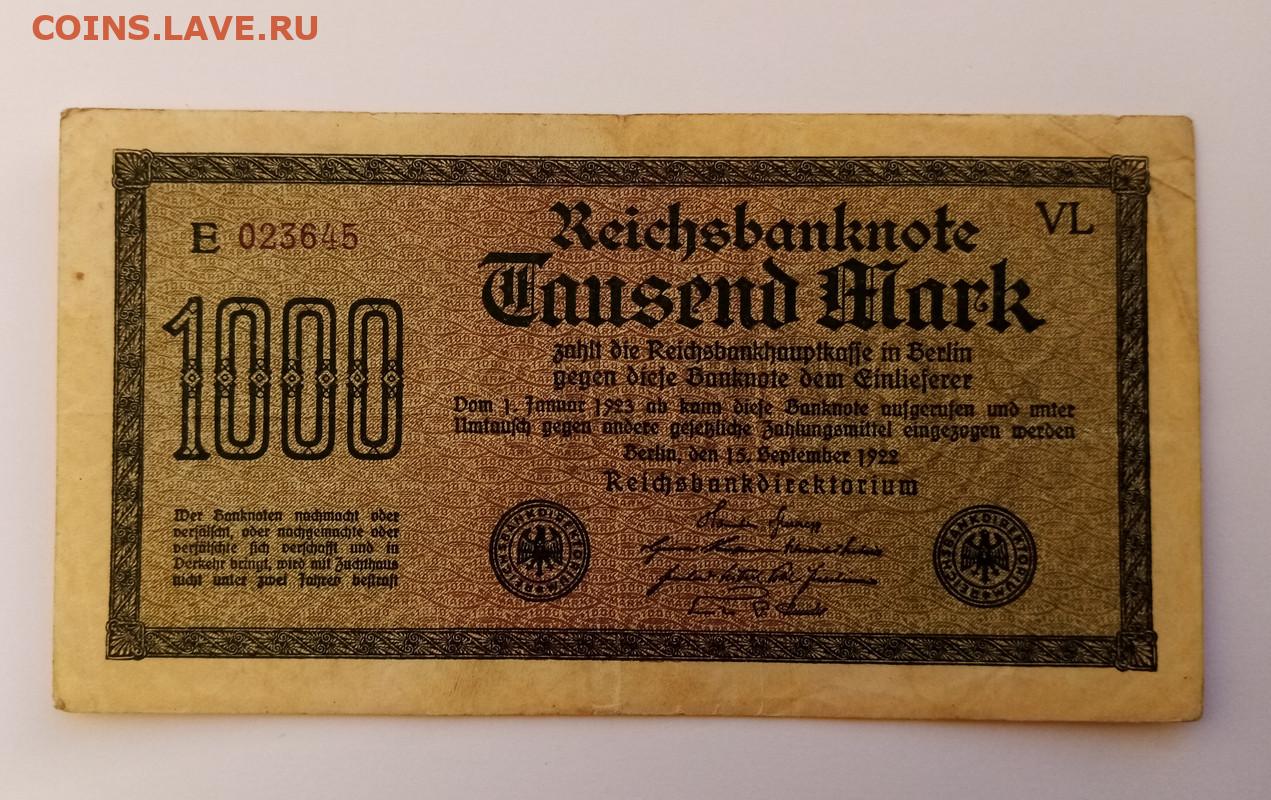 COINS.LAVE.RU
E 023645
VL
Reichsbanknote
Tausend Mark
zahlt die Reichsbankhauptkasse in Berlin
gegen diese Banknote dem Einlieferer
Vom 1. Januar 1923 ab kann diese Banknote aufgerufen und unter
Umtausch gegen andere gesetzliche Zahlungsmittel eingezogen werden
Berlin, den 15. September 1922
Reichsbankdirektorium
1000
Wer Banknoten nachmacht oder
verfälscht, oder nachgemachte oder
verfälschte sich verschafft und in
Verkehr bringt, wird mit Zuchthaus
nicht unter zwei Jahren bestraft
REICHSBANKDIREKTORIUM
REICHSBANKDIREKTORIUM